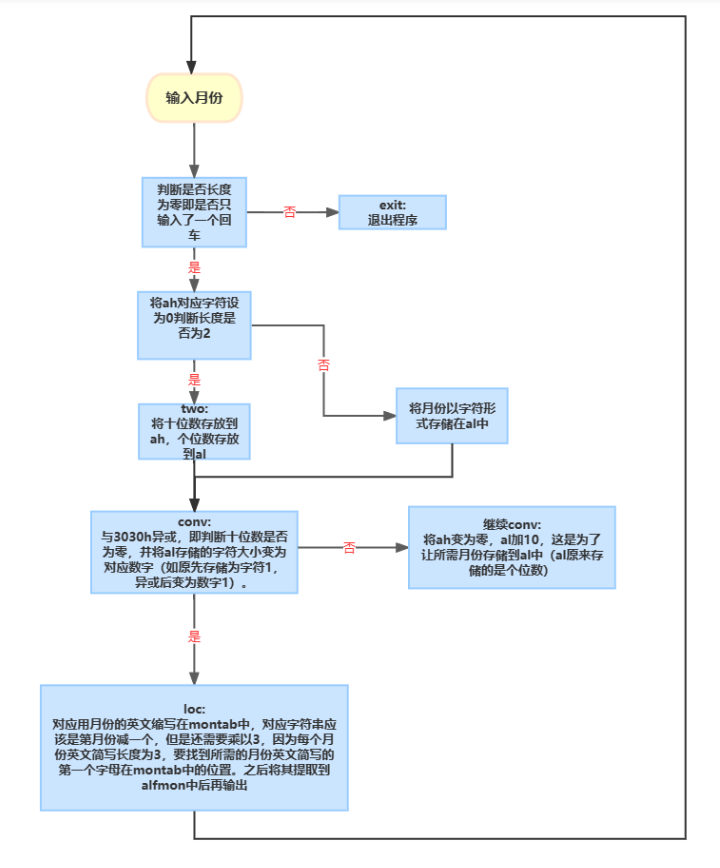 输入月份
判断是否长度
为零即是否只
输入了一个回
车
否
exit:
退出程序
是
将ah对应字符设
为0判断长度是
否为2
否
是
two:
将十位数存放到
ah，个位数存放
到al
将月份以字符形
式存储在al中
conv:
与3030h异或，即判断十位数是否
为零，并将al存储的字符大小变为
对应数字（如原先存储为字符1，
异或后变为数字1）。
否
继续conv:
将ah变为零，al加10，这是为了
让所需月份存储到al中（al原来存
储的是个位数）
是
loc:
对应用月份的英文缩写在montab中，对应字符串应
该是第月份减一个，但是还需要乘以3，因为每个月
份英文简写长度为3，要找到所需的月份英文简写的
第一个字母在montab中的位置。之后将其提取到
alfmon中后再输出